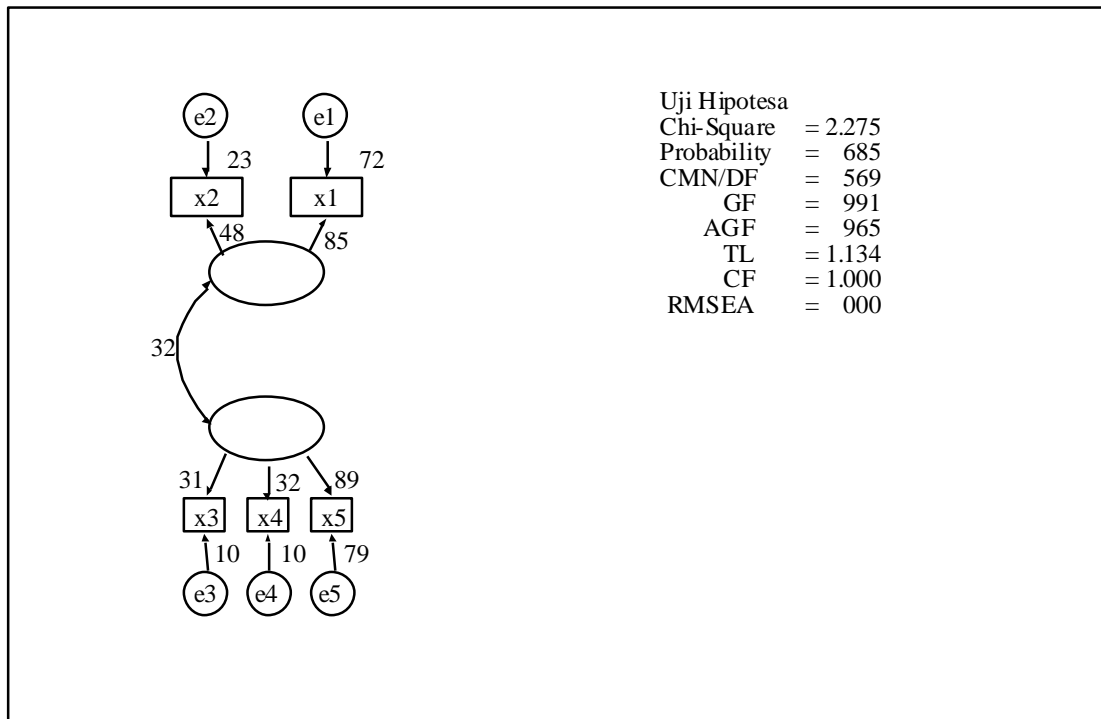 e2 e1
23 72
x2 x1
48 85
32
31 32 89
x3 x4 x5
10 10 79
e3 e4 e5
Uji Hipotesa
Chi-Square = 2.275
Probability = 685
CMN/DF = 569
GF = 991
AGF = 965
TL = 1.134
CF = 1.000
RMSEA = 000